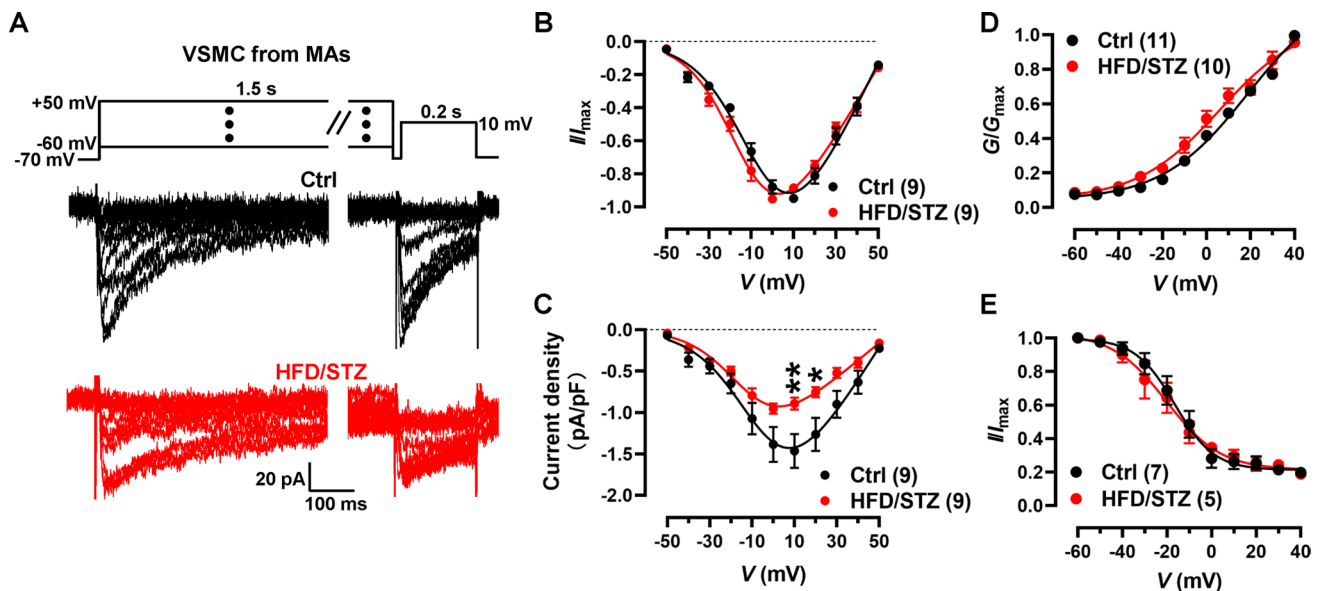 A
VSMC from MAs
1.5 s
+50 mV
0.2 s
10 mV
-60 mV
-70 mV
Ctrl
HFD/STZ
20 pA
100 ms
B
0.0
-0.2
-0.4
-0.6
-0.8
-1.0
I/Imax
Ctrl (9)
HFD/STZ (9)
-50 -30 -10 10 30 50
V (mV)
C
0.0
-0.5
-1.0
-1.5
-2.0
Current density
(pA/pF)
**
*
Ctrl (9)
HFD/STZ (9)
-50 -30 -10 10 30 50
V (mV)
D
Ctrl (11)
HFD/STZ (10)
1.0
0.8
0.6
0.4
0.2
0.0
G/Gmax
-60 -40 -20 0 20 40
V (mV)
E
1.0
0.8
0.6
0.4
0.2
0.0
I/Imax
Ctrl (7)
HFD/STZ (5)
-60 -40 -20 0 20 40
V (mV)